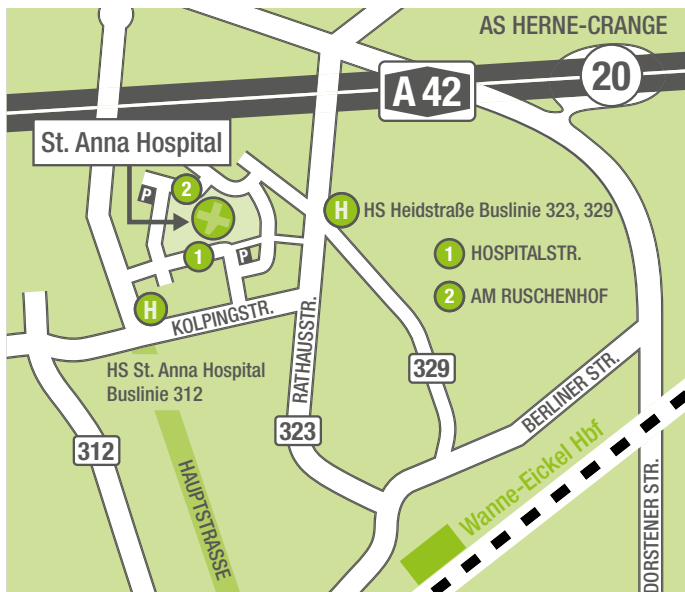 AS HERNE-CRANGE
20
A 42
St. Anna Hospital
P
2
H
HS Heidstraße Buslinie 323, 329
1
P
1 HOSPITALSTR.
2 AM RUSCHENHOF
H
KOLPINGSTR.
RATHAUSSTR.
HS St. Anna Hospital
Buslinie 312
329
BERLINER STR.
323
312
HAUPTSTRASSE
Wanne-Eickel Hbf
DORSTENER STR.